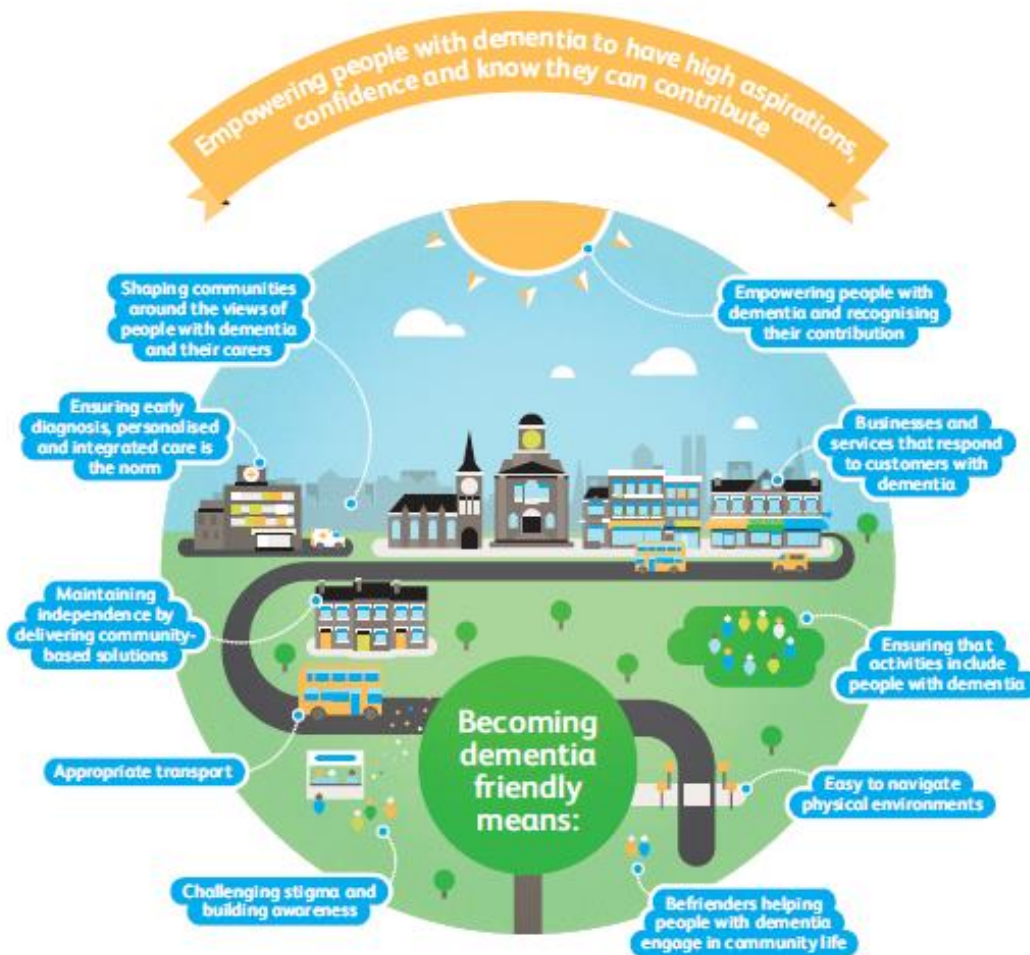 Empowering people with dementia to have high aspirations,
confidence and know they can contribute
Shaping communities
around the views of
people with dementia
and their carers
Empowering people with
dementia and recognising
their contribution
Ensuring early
diagnosis, personalised
and integrated care is
the norm
Businesses and
services that respond
to customers with
dementia
Maintaining
independence by
delivering community-
based solutions
Ensuring that
activities include
people with dementia
Appropriate transport
Becoming
dementia
friendly
means:
Easy to navigate
physical environments
Challenging stigma and
building awareness
Befrienders helping
people with dementia
engage in community life